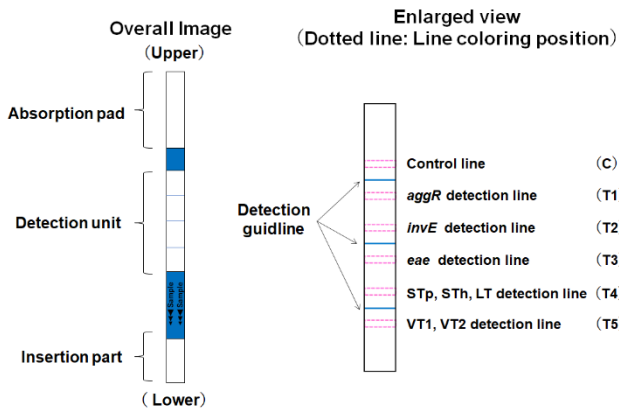 Overall Image
(Upper)
Absorption pad
Detection unit
Sample
Sample
Insertion part
( Lower)
Enlarged view
(Dotted line: Line coloring position)
Detection
guidline
Control line (C)
aggR detection line (T1
invE detection line (T2
eae detection line (T3
STp, STh, LT detection line (T4)
VT1, VT2 detection line (T5